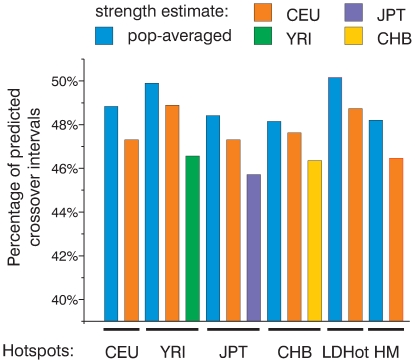 strength estimate: CEU JPT
pop-averaged YRI CHB
Percentage of predicted
crossover intervals
50%
48%
46%
44%
42%
40%
Hotspots: CEU YRI JPT CHB LDHot HM